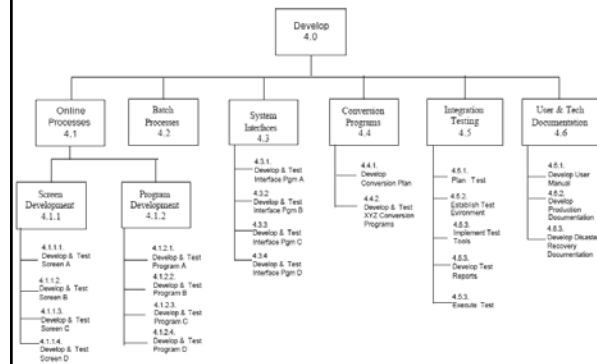 Develop
4.0
Online
Processes
4.1
Batch
Processes
4.2
System
Interfaces
4.3
Conversion
Programs
4.4
Integration
Testing
4.5
User & Tech
Documentation
4.6
Screen
Development
4.1.1
Program
Development
4.1.2
4.1.1.1.
Develop & Test
Screen A
4.1.1.2.
Develop & Test
Screen B
4.1.1.3.
Develop & Test
Screen C
4.1.1.4.
Develop & Test
Screen D
4.1.2.1.
Develop & Test
Program A
4.1.2.2.
Develop & Test
Program B
4.1.2.3.
Develop & Test
Program C
4.1.2.4.
Develop & Test
Program D
4.3.1.
Develop & Test
Interface Pgm A
4.3.2
Develop & Test
Interface Pgm B
4.3.3
Develop & Test
Interface Pgm C
4.3.4
Develop & Test
Interface Pgm D
4.4.1.
Develop
Conversion Plan
4.4.2.
Develop & Test
XYZ Conversion
Programs
4.5.1.
Plan Test
4.5.2.
Establish Test
Evironment
4.5.3.
Implement Test
Tools
4.5.3.
Develop Test
Reports
4.5.3.
Execute Test
4.6.1.
Develop User
Manual
4.6.2.
Develop
Production
Documentation
4.6.3.
Develop Disaster
Recovery
Documentation